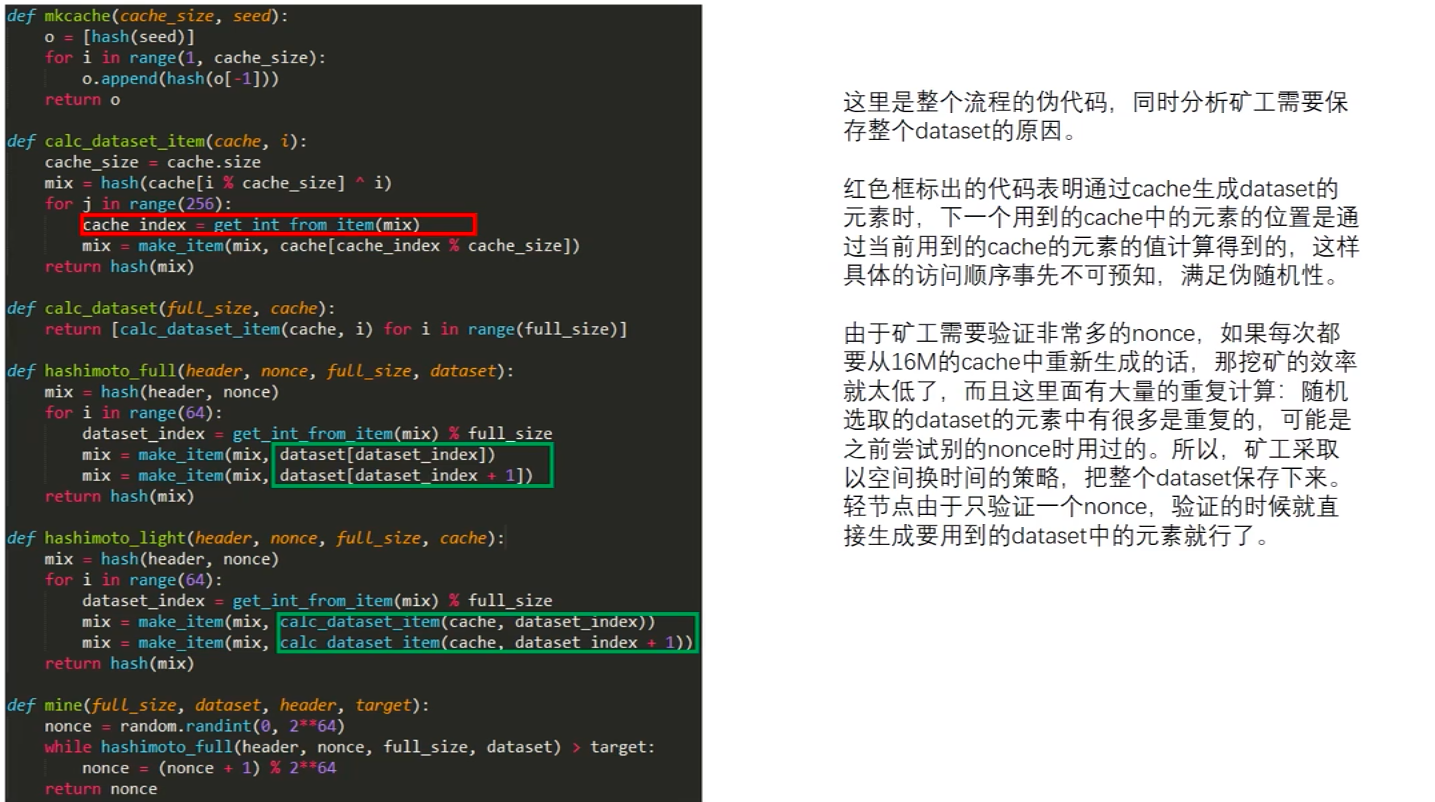 def mkcache(cache_size, seed):
    o = [hash(seed)]
    for i in range(1, cache_size):
        o.append(hash(o[-1]))
    return o
def calc_dataset_item(cache, i):
    cache_size = cache.size
    mix = hash(cache[i % cache_size] ^ i)
    for j in range(256):
        cache_index = get_int_from_item(mix)
        mix = make_item(mix, cache[cache_index % cache_size])
    return hash(mix)
def calc_dataset(full_size, cache):
    return [calc_dataset_item(cache, i) for i in range(full_size)]
def hashimoto_full(header, nonce, full_size, dataset):
    mix = hash(header, nonce)
    for i in range(64):
        dataset_index = get_int_from_item(mix) % full_size
        mix = make_item(mix, dataset[dataset_index])
        mix = make_item(mix, dataset[dataset_index + 1])
    return hash(mix)
def hashimoto_light(header, nonce, full_size, cache):
    mix = hash(header, nonce)
    for i in range(64):
        dataset_index = get_int_from_item(mix) % full_size
        mix = make_item(mix, calc_dataset_item(cache, dataset_index))
        mix = make_item(mix, calc_dataset_item(cache, dataset_index + 1))
    return hash(mix)
def mine(full_size, dataset, header, target):
    nonce = random.randint(0, 2**64)
    while hashimoto_full(header, nonce, full_size, dataset) > target:
        nonce = (nonce + 1) % 2**64
    return nonce
这里是整个流程的伪代码，同时分析矿工需要保
存整个dataset的原因。
红色框标出的代码表明通过cache生成dataset的
元素时，下一个用到的cache中的元素的位置是通
过当前用到的cache的元素的值计算得到的，这样
具体的访问顺序事先不可预知，满足伪随机性。
由于矿工需要验证非常多的nonce，如果每次都
要从16M的cache中重新生成的话，那挖矿的效率
就太低了，而且这里面有大量的重复计算：随机
选取的dataset的元素中有很多是重复的，可能是
之前尝试别的nonce时用过的。所以，矿工采取
以空间换时间的策略，把整个dataset保存下来。
轻节点由于只验证一个nonce，验证的时候就直
接生成要用到的dataset中的元素就行了。